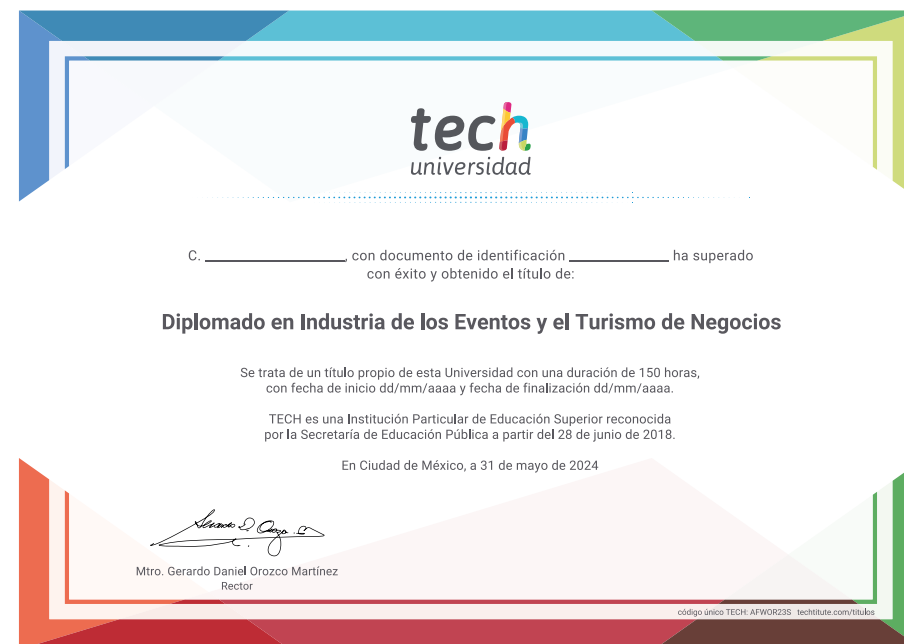 tech
universidad
C. ____________, con documento de identificación ____________ ha superado
con éxito y obtenido el título de:
Diplomado en Industria de los Eventos y el Turismo de Negocios
Se trata de un título propio de esta Universidad con una duración de 150 horas,
con fecha de inicio dd/mm/aaaa y fecha de finalización dd/mm/aaaa.
TECH es una Institución Particular de Educación Superior reconocida
por la Secretaría de Educación Pública a partir del 28 de junio de 2018.
En Ciudad de México, a 31 de mayo de 2024
Mtro. Gerardo Daniel Orozco Martínez
Rector
código único TECH: AFWOR23S techtitute.com/titulos